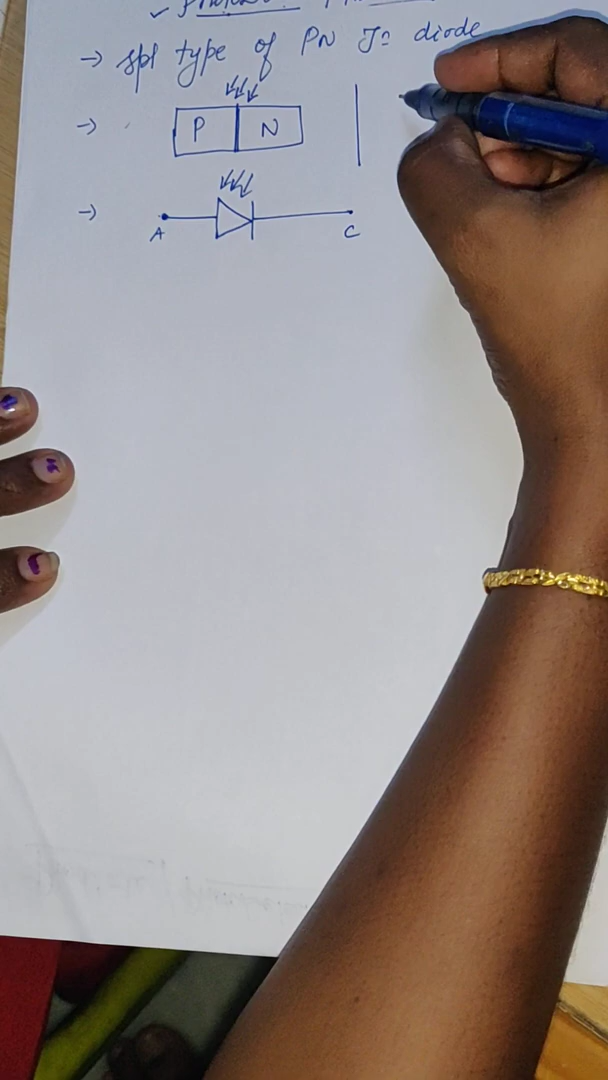 → spl type of PN Jn diode
→ P N
→ A C